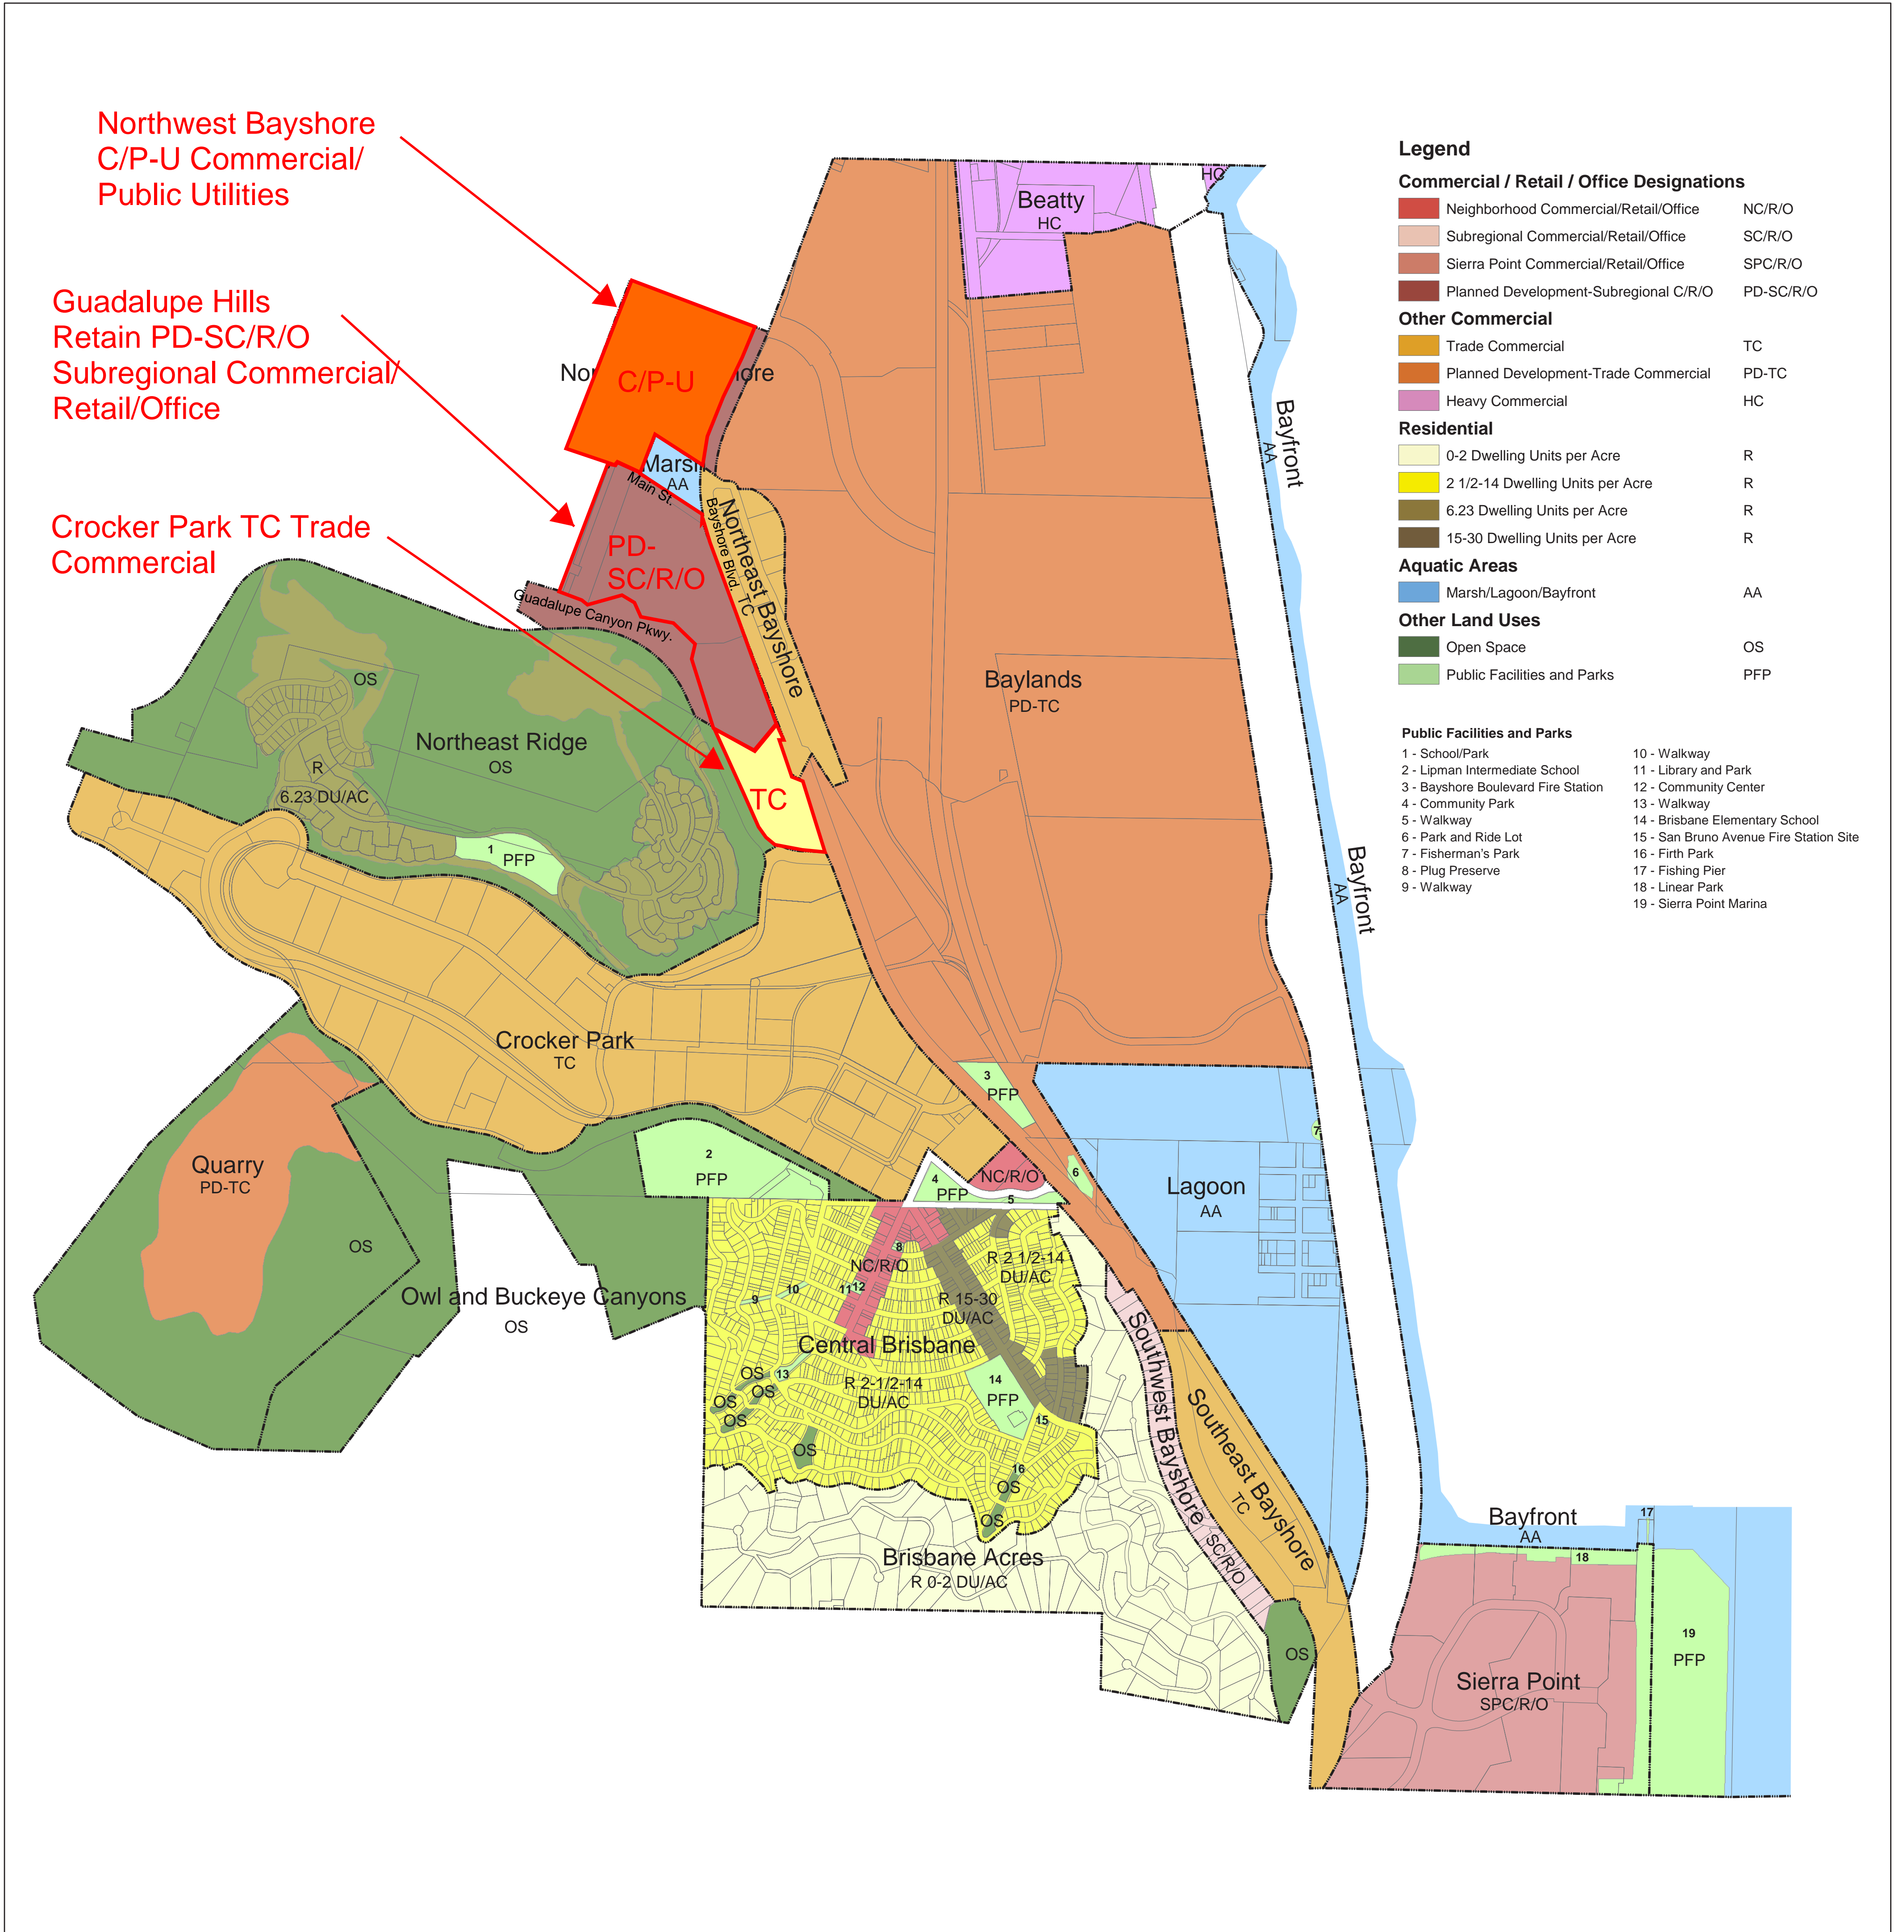 Northwest Bayshore
C/P-U Commercial/
Public Utilities
Guadalupe Hills
Retain PD-SC/R/O
Subregional Commercial/
Retail/Office
Crocker Park TC Trade
Commercial
C/P-U
PD-
SC/R/O
TC
Marsh
AA
Main St.
Bayshore Blvd.
Northeast Bayshore
TC
Guadalupe Canyon Pkwy.
Beatty
HC
HC
Bayfront
AA
Bayfront
AA
Baylands
PD-TC
OS
Northeast Ridge
OS
R
6.23 DU/AC
1
PFP
Crocker Park
TC
Quarry
PD-TC
OS
OS
Owl and Buckeye Canyons
OS
2
PFP
3
PFP
4
PFP
NC/R/O
5
6
7
Lagoon
AA
8
NC/R/O
R 2 1/2-14
DU/AC
9
10
11
12
R 15-30
DU/AC
Central Brisbane
13
R 2-1/2-14
DU/AC
14
PFP
15
OS
OS
OS
OS
OS
16
OS
OS
Brisbane Acres
R 0-2 DU/AC
Southwest Bayshore
SC/R/O
Southeast Bayshore
TC
OS
Bayfront
AA
17
18
19
PFP
Sierra Point
SPC/R/O
Legend
Commercial / Retail / Office Designations
Neighborhood Commercial/Retail/Office NC/R/O
Subregional Commercial/Retail/Office SC/R/O
Sierra Point Commercial/Retail/Office SPC/R/O
Planned Development-Subregional C/R/O PD-SC/R/O
Other Commercial
Trade Commercial TC
Planned Development-Trade Commercial PD-TC
Heavy Commercial HC
Residential
0-2 Dwelling Units per Acre R
2 1/2-14 Dwelling Units per Acre R
6.23 Dwelling Units per Acre R
15-30 Dwelling Units per Acre R
Aquatic Areas
Marsh/Lagoon/Bayfront AA
Other Land Uses
Open Space OS
Public Facilities and Parks PFP
Public Facilities and Parks
1 - School/Park
2 - Lipman Intermediate School
3 - Bayshore Boulevard Fire Station
4 - Community Park
5 - Walkway
6 - Park and Ride Lot
7 - Fisherman's Park
8 - Plug Preserve
9 - Walkway
10 - Walkway
11 - Library and Park
12 - Community Center
13 - Walkway
14 - Brisbane Elementary School
15 - San Bruno Avenue Fire Station Site
16 - Firth Park
17 - Fishing Pier
18 - Linear Park
19 - Sierra Point Marina